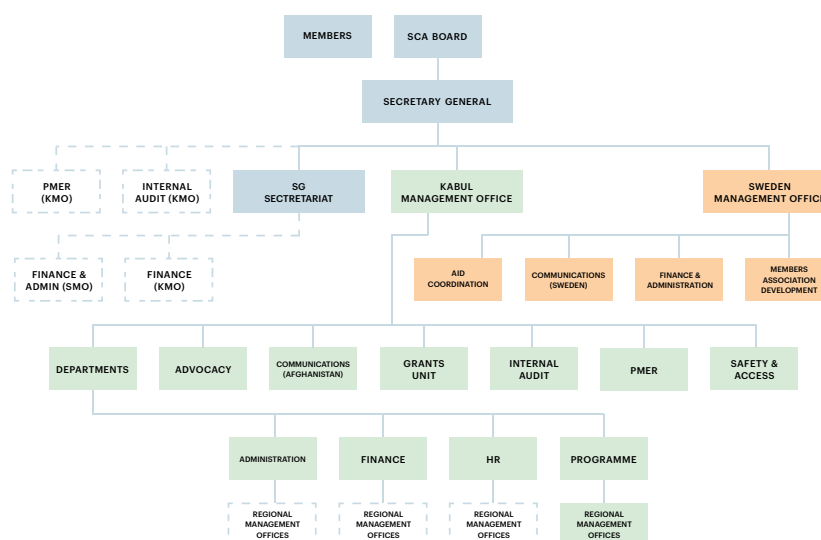 MEMBERS
SCA BOARD
SECRETARY GENERAL
PMER
(KMO)
INTERNAL
AUDIT (KMO)
SG
SECTRETARIAT
KABUL
MANAGEMENT OFFICE
SWEDEN
MANAGEMENT OFFICE
FINANCE &
ADMIN (SMO)
FINANCE
(KMO)
AID
COORDINATION
COMMUNICATIONS
(SWEDEN)
FINANCE &
ADMINISTRATION
MEMBERS
ASSOCIATION
DEVELOPMENT
DEPARTMENTS
ADVOCACY
COMMUNICATIONS
(AFGHANISTAN)
GRANTS
UNIT
INTERNAL
AUDIT
PMER
SAFETY &
ACCESS
ADMINISTRATION
FINANCE
HR
PROGRAMME
REGIONAL
MANAGEMENT
OFFICES
REGIONAL
MANAGEMENT
OFFICES
REGIONAL
MANAGEMENT
OFFICES
REGIONAL
MANAGEMENT
OFFICES